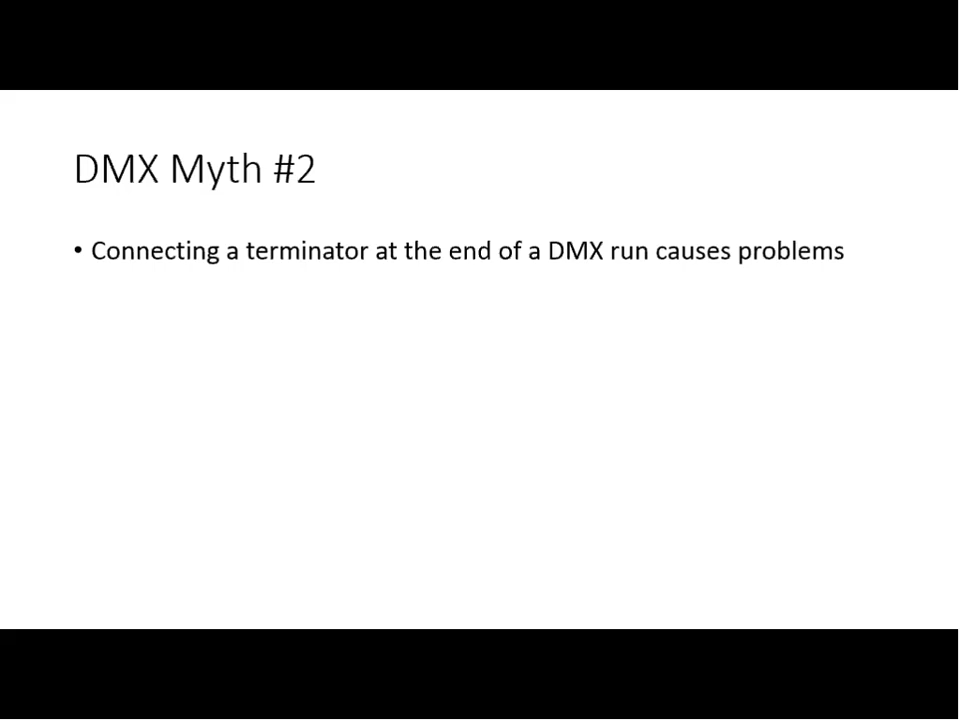 DMX Myth #2
• Connecting a terminator at the end of a DMX run causes problems